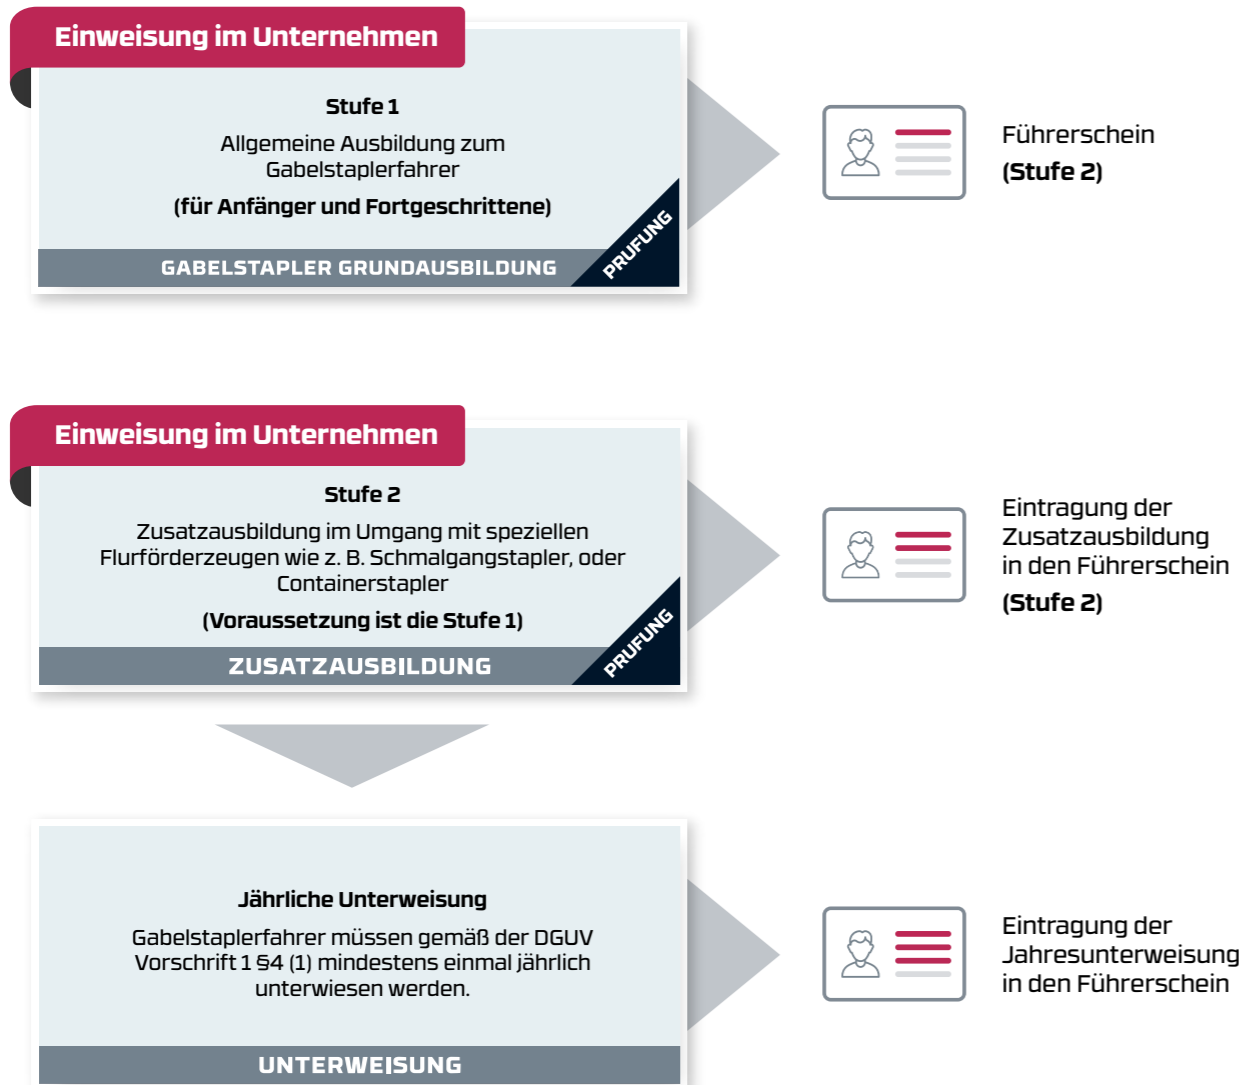 Einweisung im Unternehmen
Stufe 1
Allgemeine Ausbildung zum
Gabelstaplerfahrer
(für Anfänger und Fortgeschrittene)
GABELSTAPLER GRUNDAUSBILDUNG
PRUFUNG
Führerschein
(Stufe 2)
Einweisung im Unternehmen
Stufe 2
Zusatzausbildung im Umgang mit speziellen
Flurförderzeugen wie z. B. Schmalgangstapler, oder
Containerstapler
(Voraussetzung ist die Stufe 1)
ZUSATZAUSBILDUNG
PRUFUNG
Eintragung der
Zusatzausbildung
in den Führerschein
(Stufe 2)
Jährliche Unterweisung
Gabelstaplerfahrer müssen gemäß der DGUV
Vorschrift 1 §4 (1) mindestens einmal jährlich
unterwiesen werden.
UNTERWEISUNG
Eintragung der
Jahresunterweisung
in den Führerschein